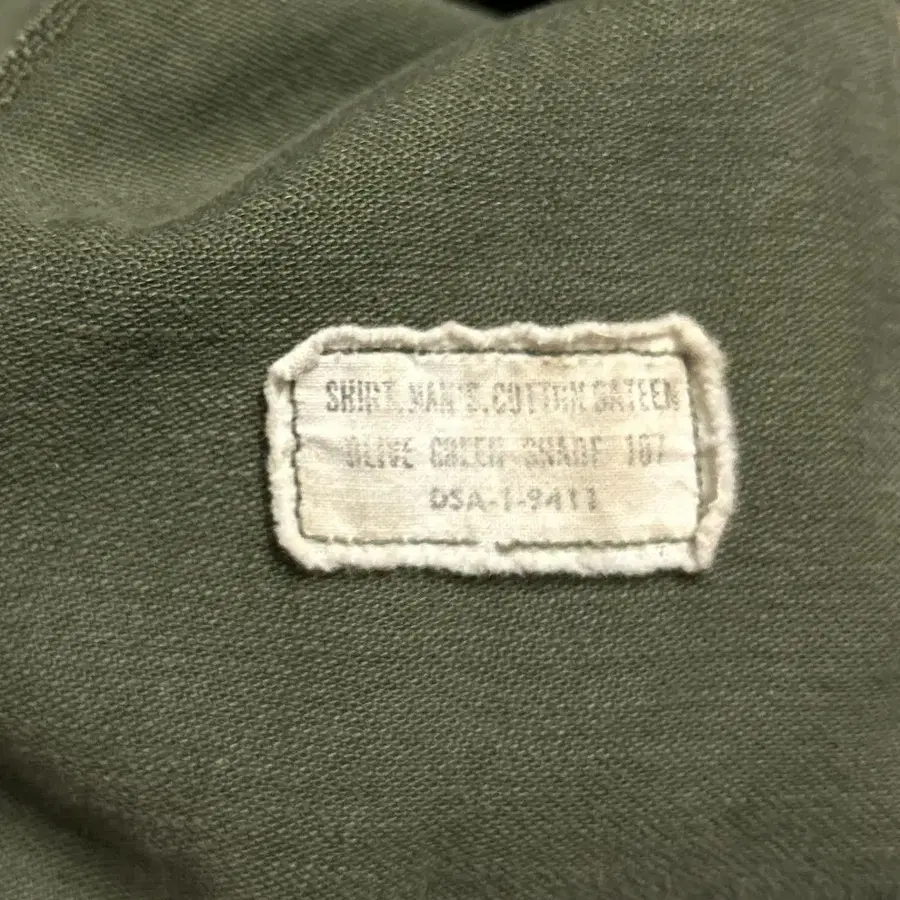 SHIRT, MAN'S, COTTON SATEEN
OLIVE GREEN SHADE 107
DSA-1-9411